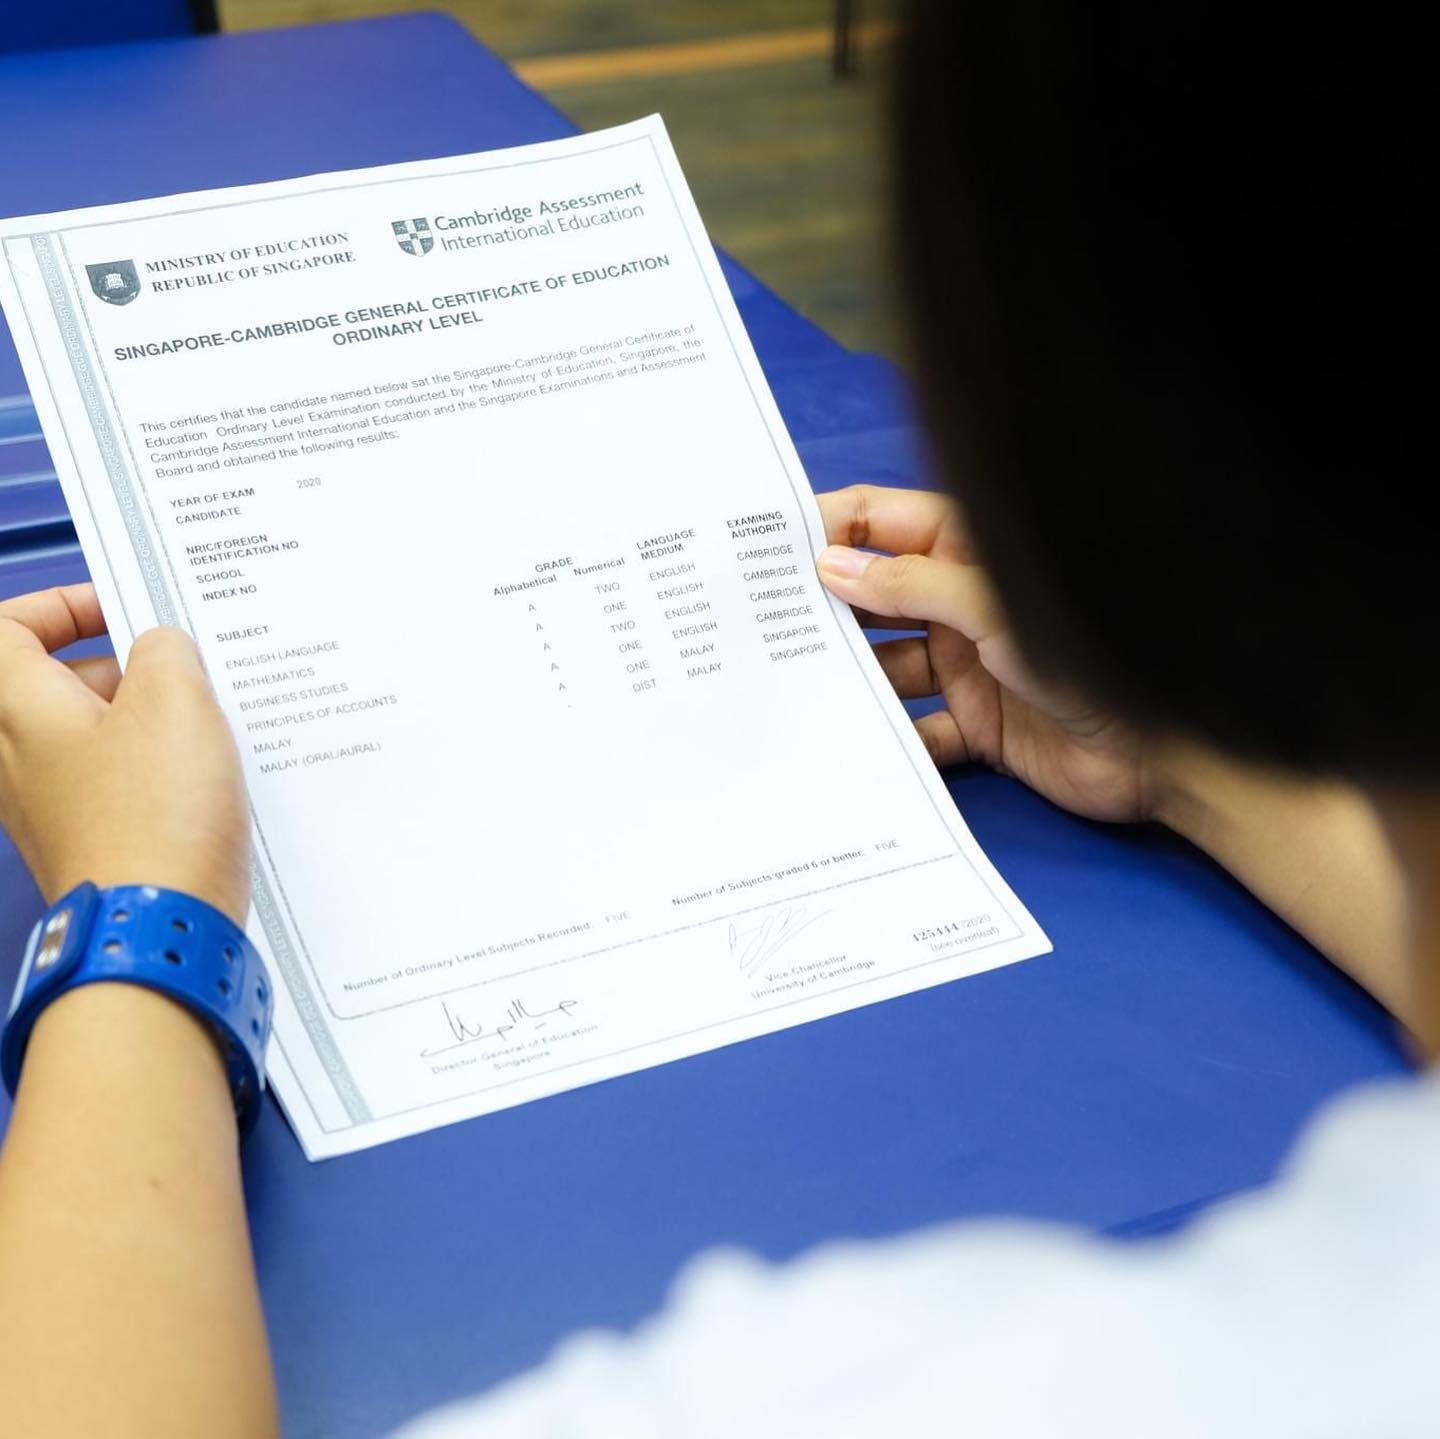 MINISTRY OF EDUCATION
REPUBLIC OF SINGAPORE
Cambridge Assessment
International Education
SINGAPORE-CAMBRIDGE GENERAL CERTIFICATE OF EDUCATION
ORDINARY LEVEL
This certifies that the candidate named below sat the Singapore-Cambridge General Certificate of
Education Ordinary Level Examination conducted by the Ministry of Education, Singapore, the
Cambridge Assessment International Education and the Singapore Examinations and Assessment
Board and obtained the following results:
YEAR OF EXAM 2020
CANDIDATE
NRIC/FOREIGN
IDENTIFICATION NO
SCHOOL
INDEX NO
SUBJECT
GRADE
Alphabetical Numerical
LANGUAGE
MEDIUM
EXAMINING
AUTHORITY
ENGLISH LANGUAGE A TWO ENGLISH CAMBRIDGE
MATHEMATICS A ONE ENGLISH CAMBRIDGE
BUSINESS STUDIES A TWO ENGLISH CAMBRIDGE
PRINCIPLES OF ACCOUNTS A ONE ENGLISH CAMBRIDGE
MALAY A ONE MALAY SINGAPORE
MALAY (ORAL/AURAL) - DIST MALAY SINGAPORE
Number of Ordinary Level Subjects Recorded FIVE
Number of Subjects graded 6 or better: FIVE
Director General of Education
Singapore
Vice Chancellor
University of Cambridge
425444 /2020
(see overleaf)